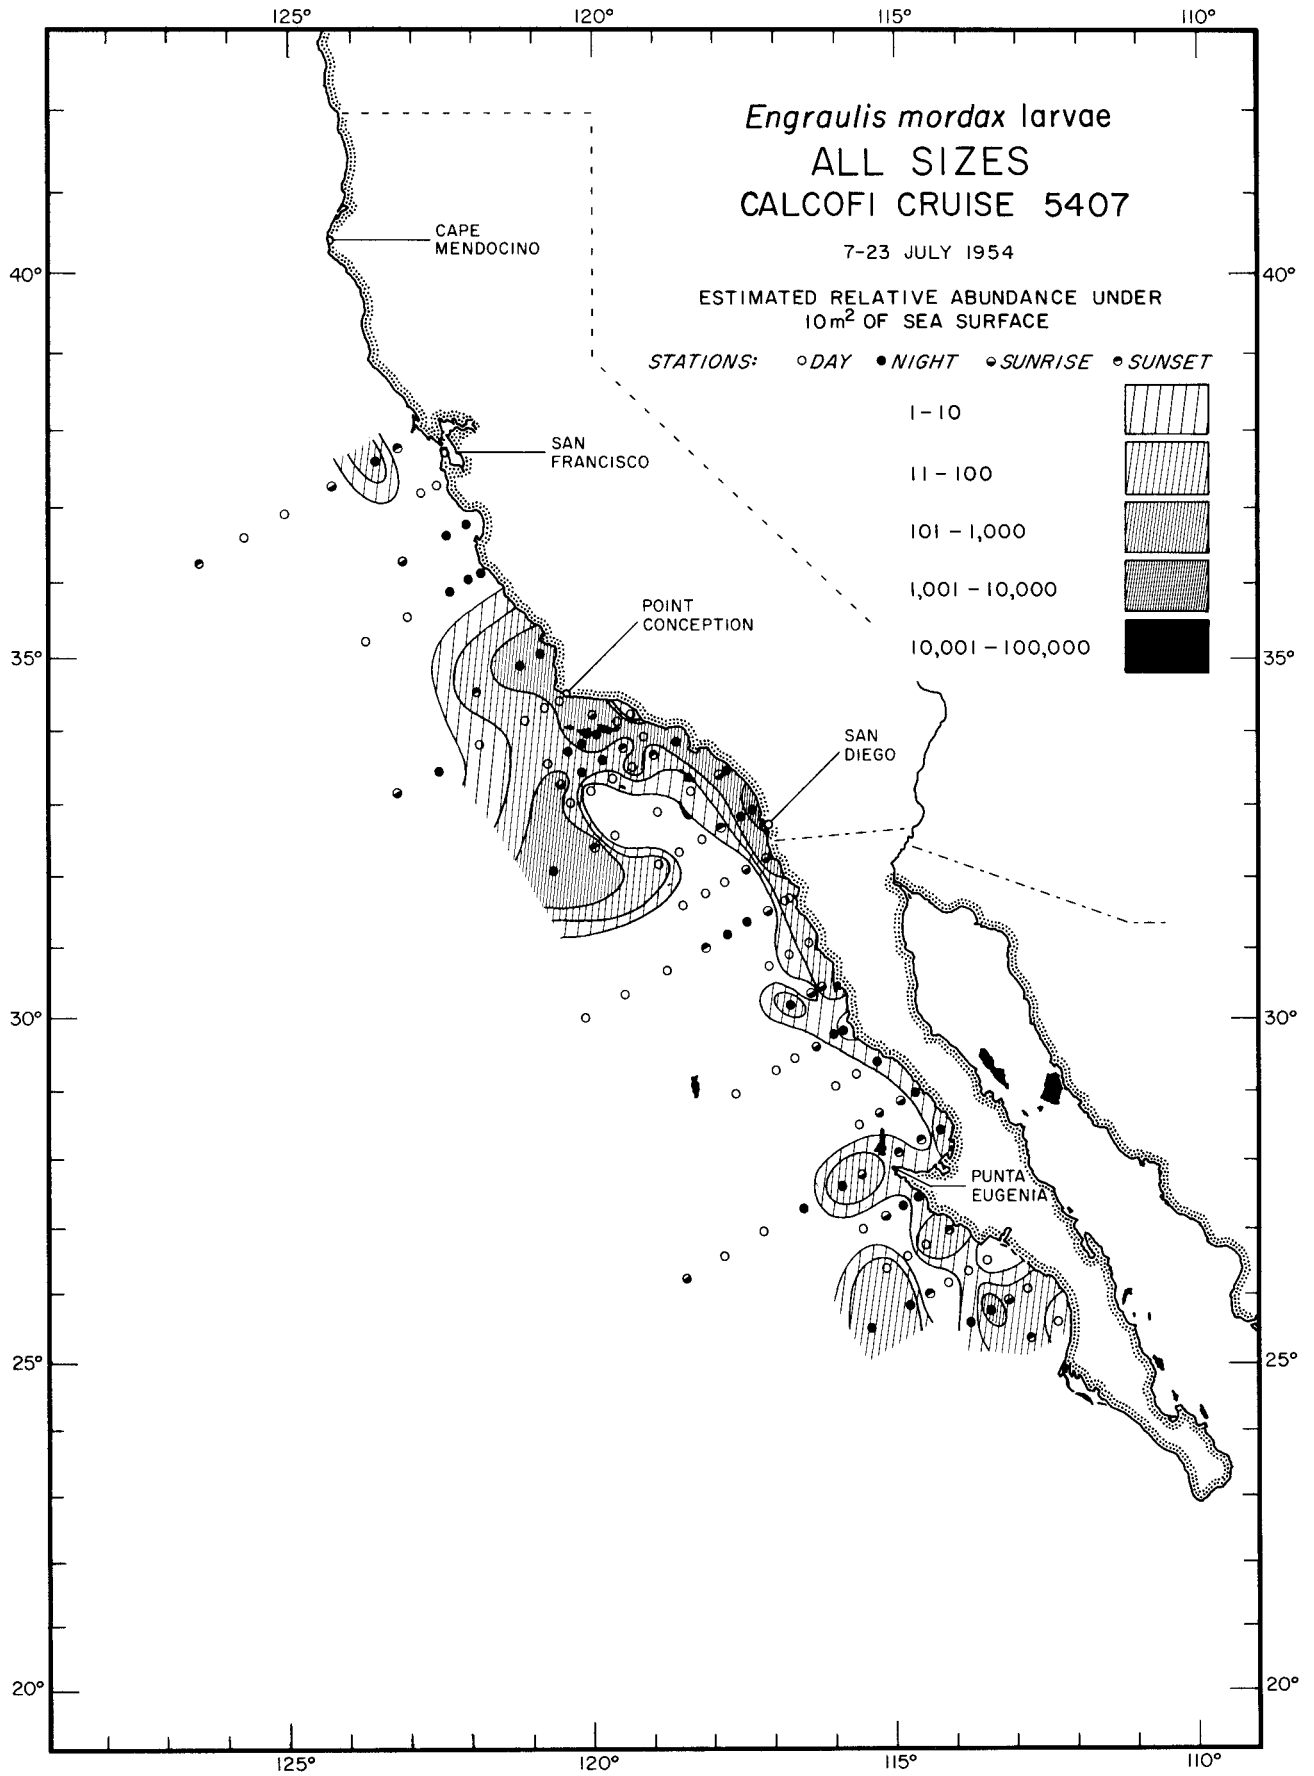 125° 120° 115° 110°
Engraulis mordax larvae
ALL SIZES
CALCOFI CRUISE 5407
7-23 JULY 1954
ESTIMATED RELATIVE ABUNDANCE UNDER
10m² OF SEA SURFACE
STATIONS: DAY NIGHT SUNRISE SUNSET
1-10
11-100
101-1,000
1,001-10,000
10,001-100,000
CAPE
MENDOCINO
40° 40°
SAN
FRANCISCO
POINT
CONCEPTION
35° 35°
SAN
DIEGO
30° 30°
PUNTA
EUGENIA
25° 25°
20° 20°
125° 120° 115° 110°